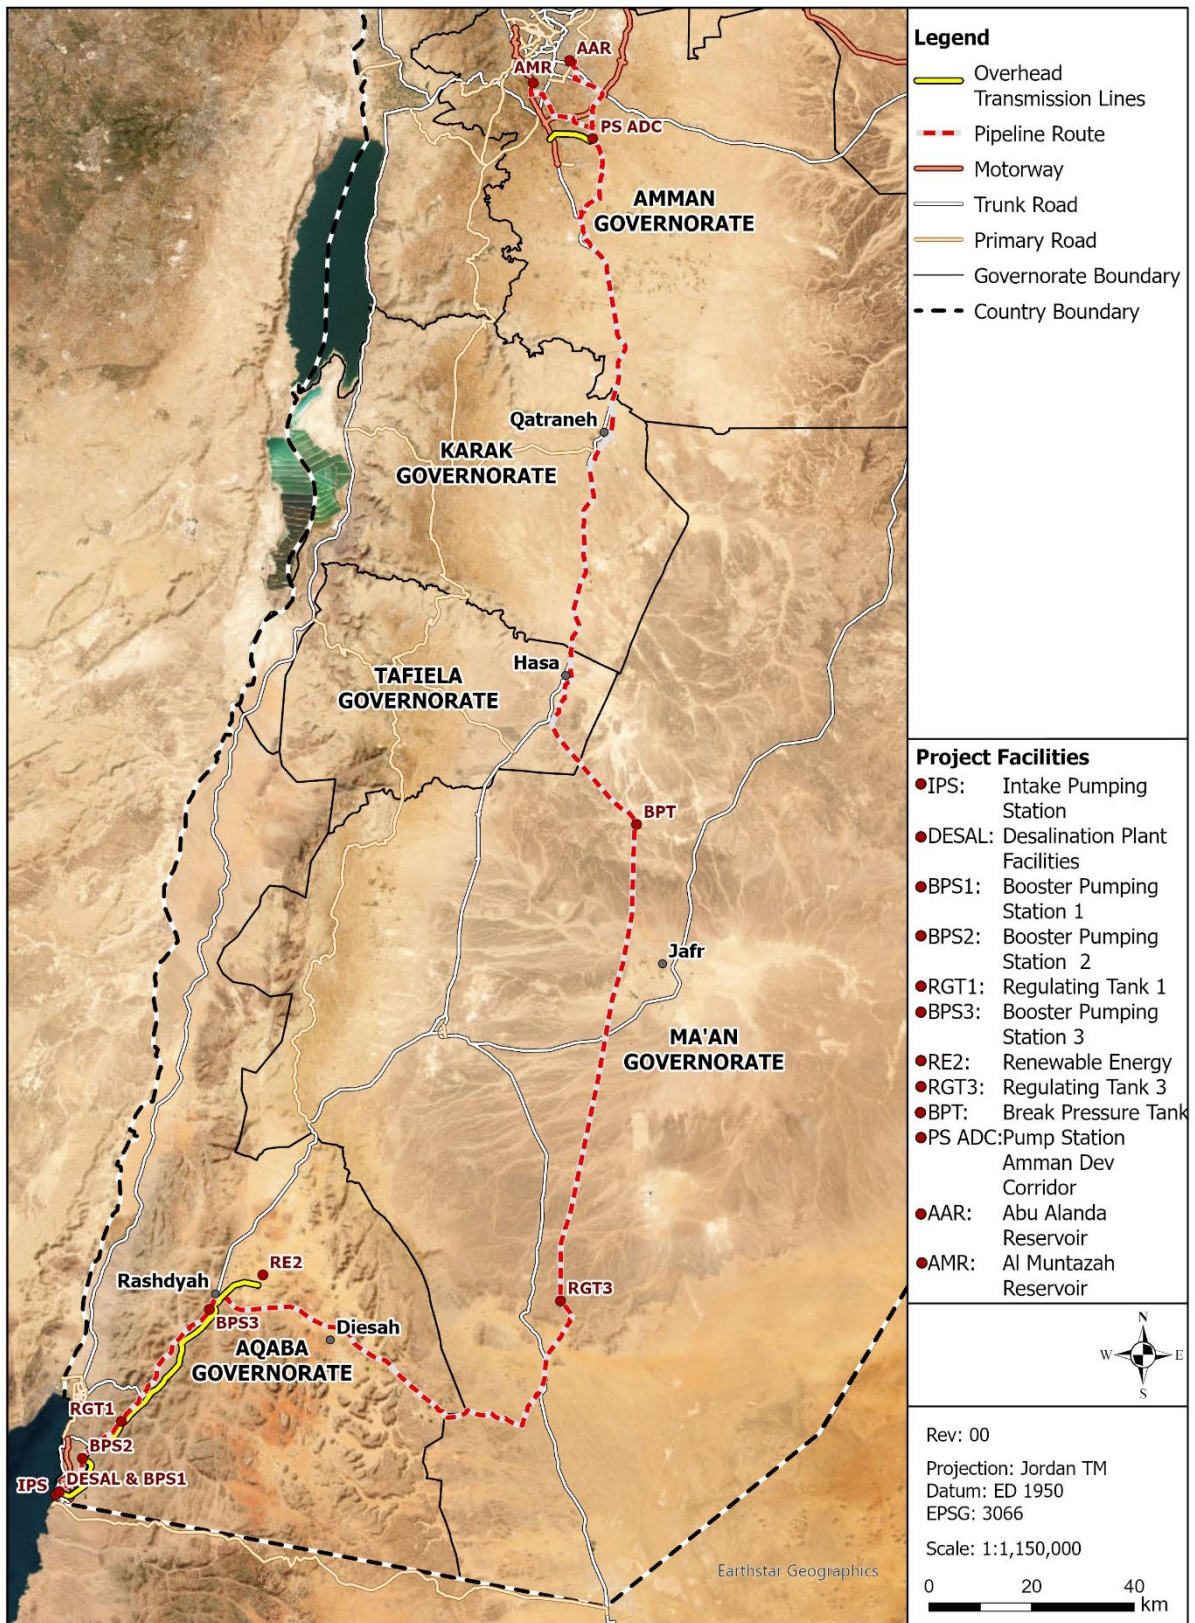 AAR
AMR
PS ADC
AMMAN
GOVERNORATE
Qatraneh
KARAK
GOVERNORATE
Hasa
TAFIELA
GOVERNORATE
BPT
Jafr
MA'AN
GOVERNORATE
RE2
Rashdyah
RGT3
BPS3
Diesah
AQABA
GOVERNORATE
RGT1
BPS2
DESAL & BPS1
IPS
Earthstar Geographics
Legend
Overhead
Transmission Lines
Pipeline Route
Motorway
Trunk Road
Primary Road
Governorate Boundary
Country Boundary
Project Facilities
IPS: Intake Pumping
Station
DESAL: Desalination Plant
Facilities
BPS1: Booster Pumping
Station 1
BPS2: Booster Pumping
Station 2
RGT1: Regulating Tank 1
BPS3: Booster Pumping
Station 3
RE2: Renewable Energy
RGT3: Regulating Tank 3
BPT: Break Pressure Tank
PS ADC: Pump Station
Amman Dev
Corridor
AAR: Abu Alanda
Reservoir
AMR: Al Muntazah
Reservoir
N
W E
S
Rev: 00
Projection: Jordan TM
Datum: ED 1950
EPSG: 3066
Scale: 1:1,150,000
0 20 40
km